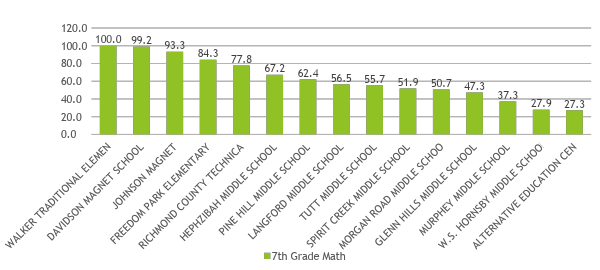 120.0
100.0
80.0
60.0
40.0
20.0
0.0
100.0 99.2 93.3 84.3 77.8 67.2 62.4 56.5 55.7 51.9 50.7 47.3 37.3 27.9 27.3
WALKER TRADITIONAL ELEMEN
DAVIDSON MAGNET SCHOOL
JOHNSON MAGNET
FREEDOM PARK ELEMENTARY
RICHMOND COUNTY TECHNICA
HEPHZIBAH MIDDLE SCHOOL
PINE HILL MIDDLE SCHOOL
LANGFORD MIDDLE SCHOOL
TUTT MIDDLE SCHOOL
SPIRIT CREEK MIDDLE SCHOOL
MORGAN ROAD MIDDLE SCHOO
GLENN HILLS MIDDLE SCHOOL
MURPHEY MIDDLE SCHOOL
W.S. HORNSBY MIDDLE SCHOO
ALTERNATIVE EDUCATION CEN
7th Grade Math